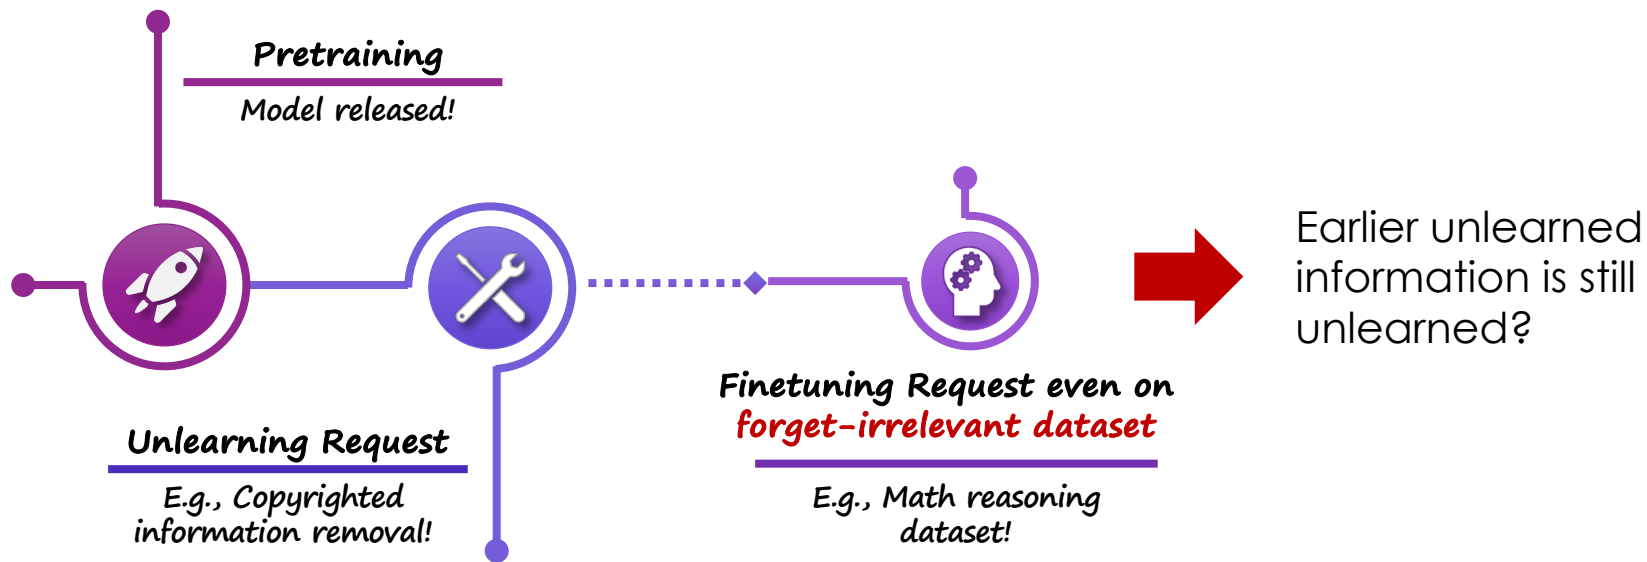 Pretraining
Model released!
Unlearning Request
E.g., Copyrighted
information removal!
Finetuning Request even on
forget-irrelevant dataset
E.g., Math reasoning
dataset!
Earlier unlearned
information is still
unlearned?